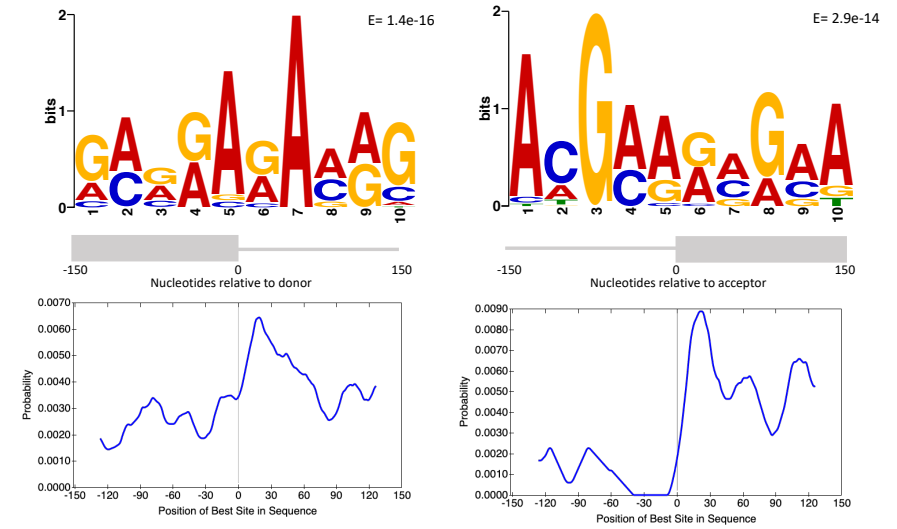 E= 1.4e-16
2
1
0
bits
G A G G A G A A A G
A C A A G A C G C
C G C C G A
1 2 3 4 5 6 7 8 9 10
-150 0 150
Nucleotides relative to donor
0.0070
0.0060
0.0050
0.0040
0.0030
0.0020
0.0010
0.0000
Probability
-150 -120 -90 -60 -30 0 30 60 90 120 150
Position of Best Site in Sequence
E= 2.9e-14
2
1
0
bits
A C G A A G A G A A
C A C G A C A C G
T C C G G T
1 2 3 4 5 6 7 8 9 10
-150 0 150
Nucleotides relative to acceptor
0.0090
0.0080
0.0070
0.0050
0.0040
0.0030
0.0010
0.0000
Probability
-150 -120 -90 -60 -30 0 30 60 90 120 150
Position of Best Site in Sequence